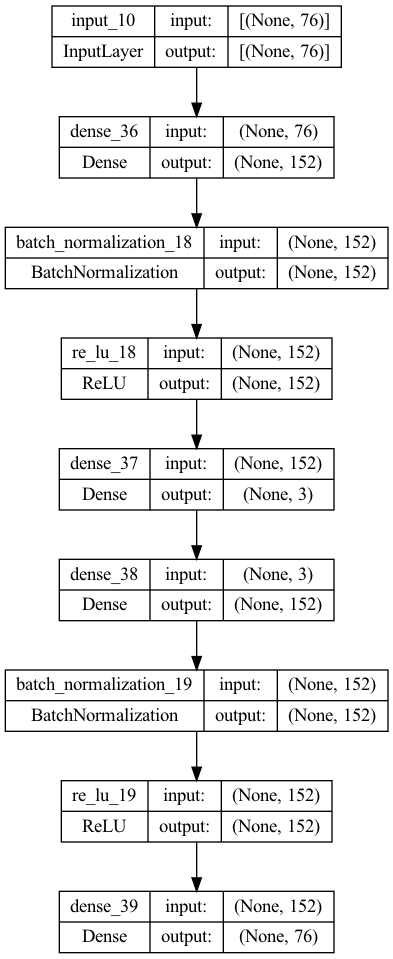 input_10 input: [(None, 76)]
InputLayer output: [(None, 76)]
dense_36 input: (None, 76)
Dense output: (None, 152)
batch_normalization_18 input: (None, 152)
BatchNormalization output: (None, 152)
re_lu_18 input: (None, 152)
ReLU output: (None, 152)
dense_37 input: (None, 152)
Dense output: (None, 3)
dense_38 input: (None, 3)
Dense output: (None, 152)
batch_normalization_19 input: (None, 152)
BatchNormalization output: (None, 152)
re_lu_19 input: (None, 152)
ReLU output: (None, 152)
dense_39 input: (None, 152)
Dense output: (None, 76)